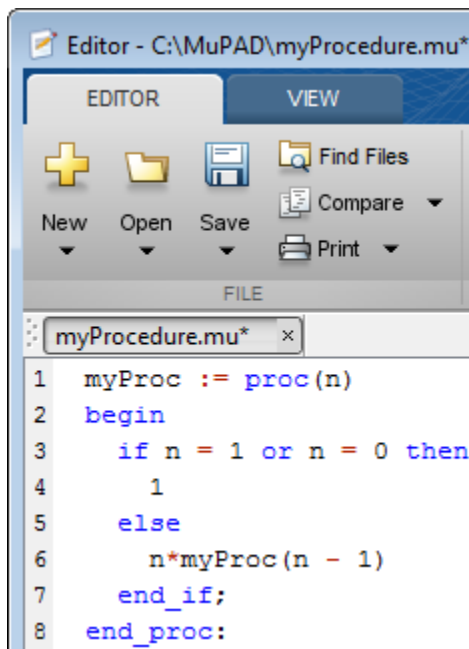 Editor - C:\MuPAD\myProcedure.mu*
EDITOR VIEW
New Open Save
Find Files
Compare
Print
FILE
myProcedure.mu* ×
1 myProc := proc(n)
2 begin
3 if n = 1 or n = 0 then
4 1
5 else
6 n*myProc(n - 1)
7 end_if;
8 end_proc: